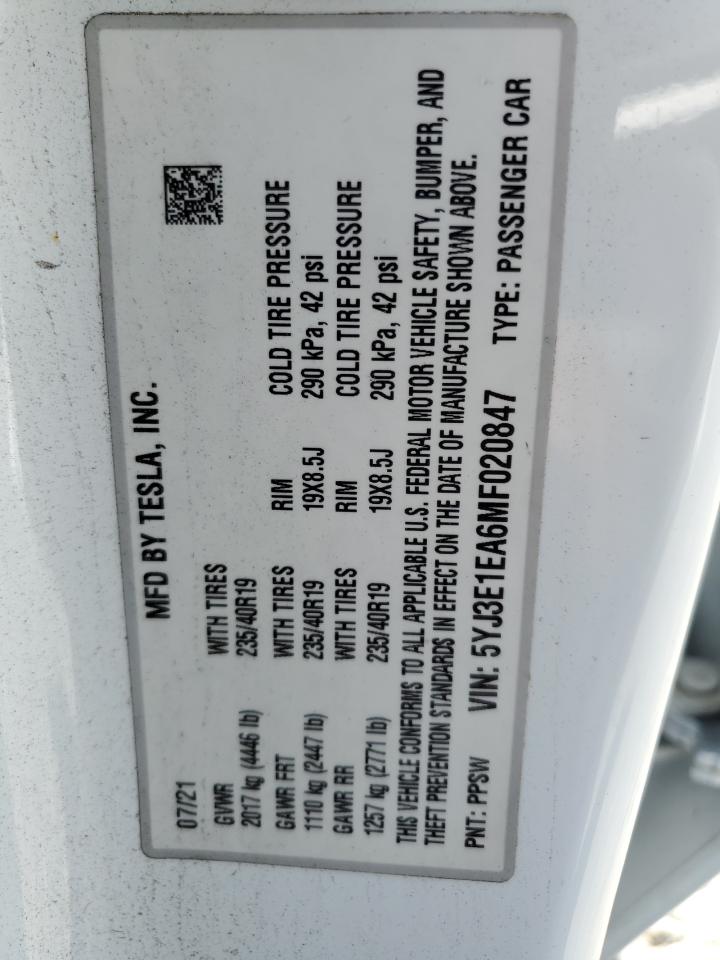 MFD BY TESLA, INC.
07/21
GVWR WITH TIRES
2017 kg (4446 lb) 235/40R19
GAWR FRT WITH TIRES RIM COLD TIRE PRESSURE
1110 kg (2447 lb) 235/40R19 19X8.5J 290 kPa, 42 psi
GAWR RR WITH TIRES RIM COLD TIRE PRESSURE
1257 kg (2771 lb) 235/40R19 19X8.5J 290 kPa, 42 psi
THIS VEHICLE CONFORMS TO ALL APPLICABLE U.S. FEDERAL MOTOR VEHICLE SAFETY, BUMPER, AND
THEFT PREVENTION STANDARDS IN EFFECT ON THE DATE OF MANUFACTURE SHOWN ABOVE.
PNT: PPSW VIN: 5YJ3E1EA6MF020847 TYPE: PASSENGER CAR